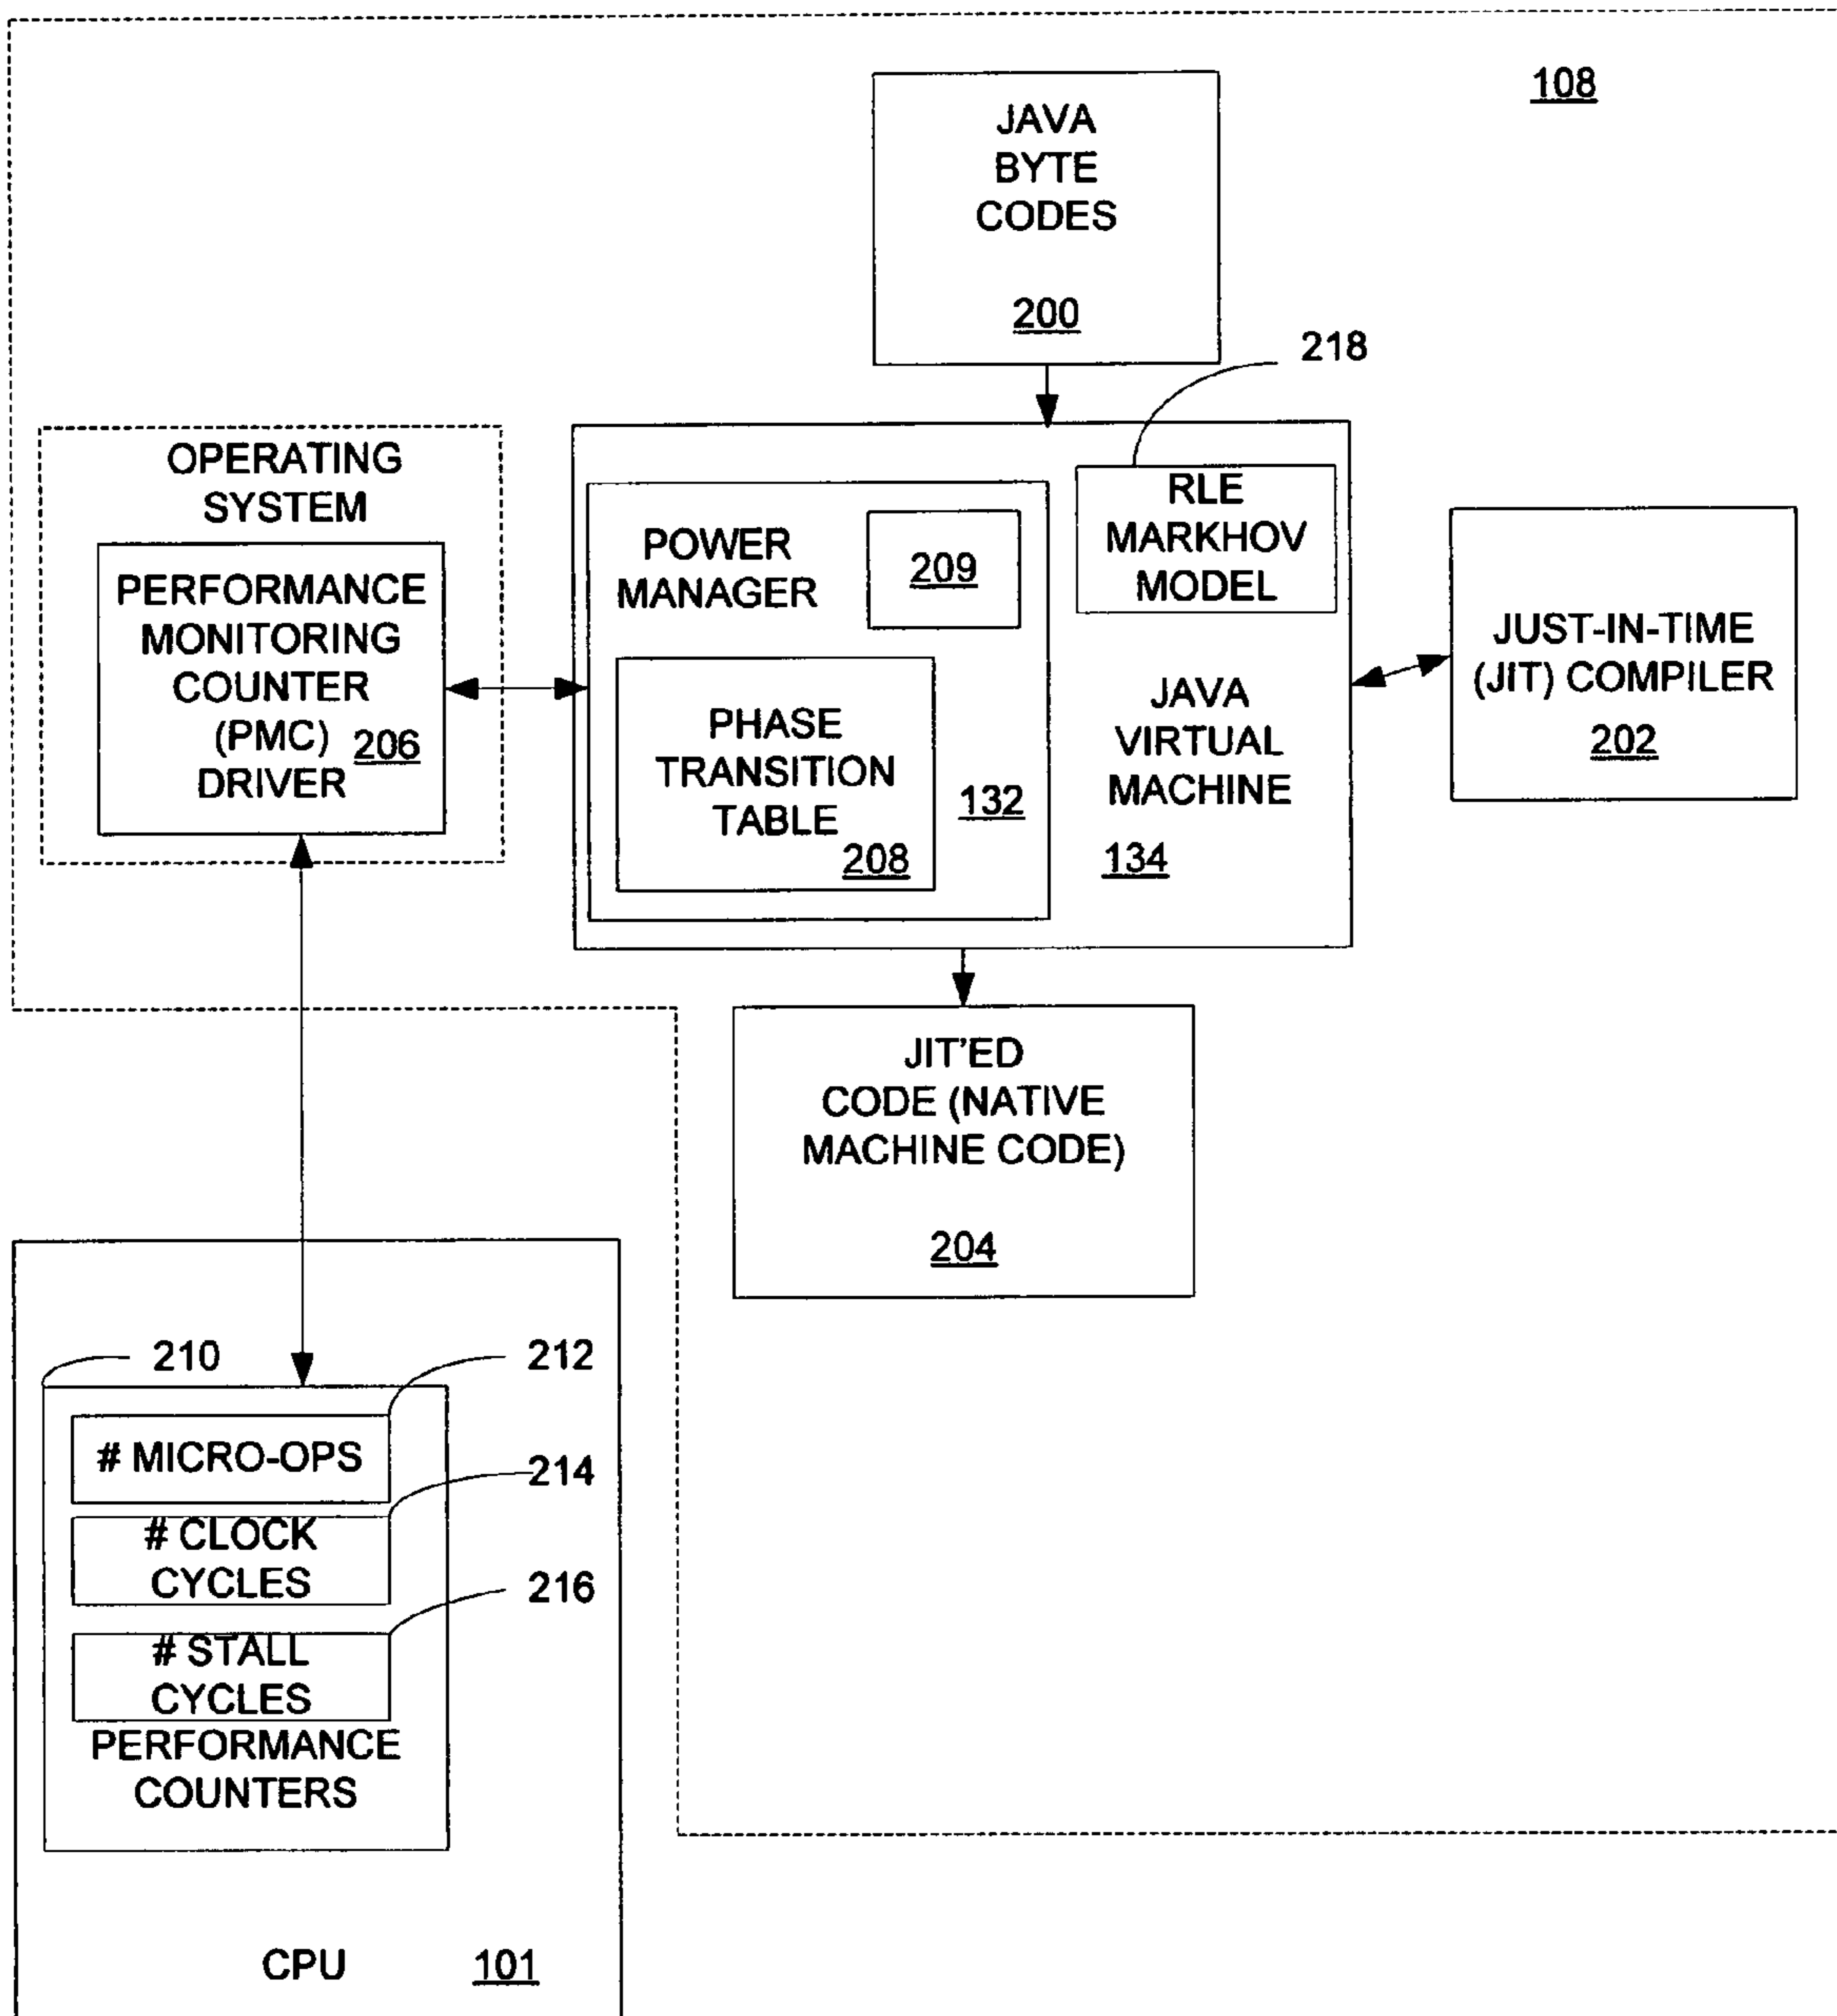 108
JAVA
BYTE
CODES
200
218
OPERATING
SYSTEM
PERFORMANCE
MONITORING
COUNTER
(PMC)
206
DRIVER
POWER
MANAGER
209
PHASE
TRANSITION
TABLE
208
132
RLE
MARKHOV
MODEL
JAVA
VIRTUAL
MACHINE
134
JUST-IN-TIME
(JIT) COMPILER
202
JIT'ED
CODE (NATIVE
MACHINE CODE)
204
210
212
# MICRO-OPS
214
# CLOCK
CYCLES
216
# STALL
CYCLES
PERFORMANCE
COUNTERS
CPU 101